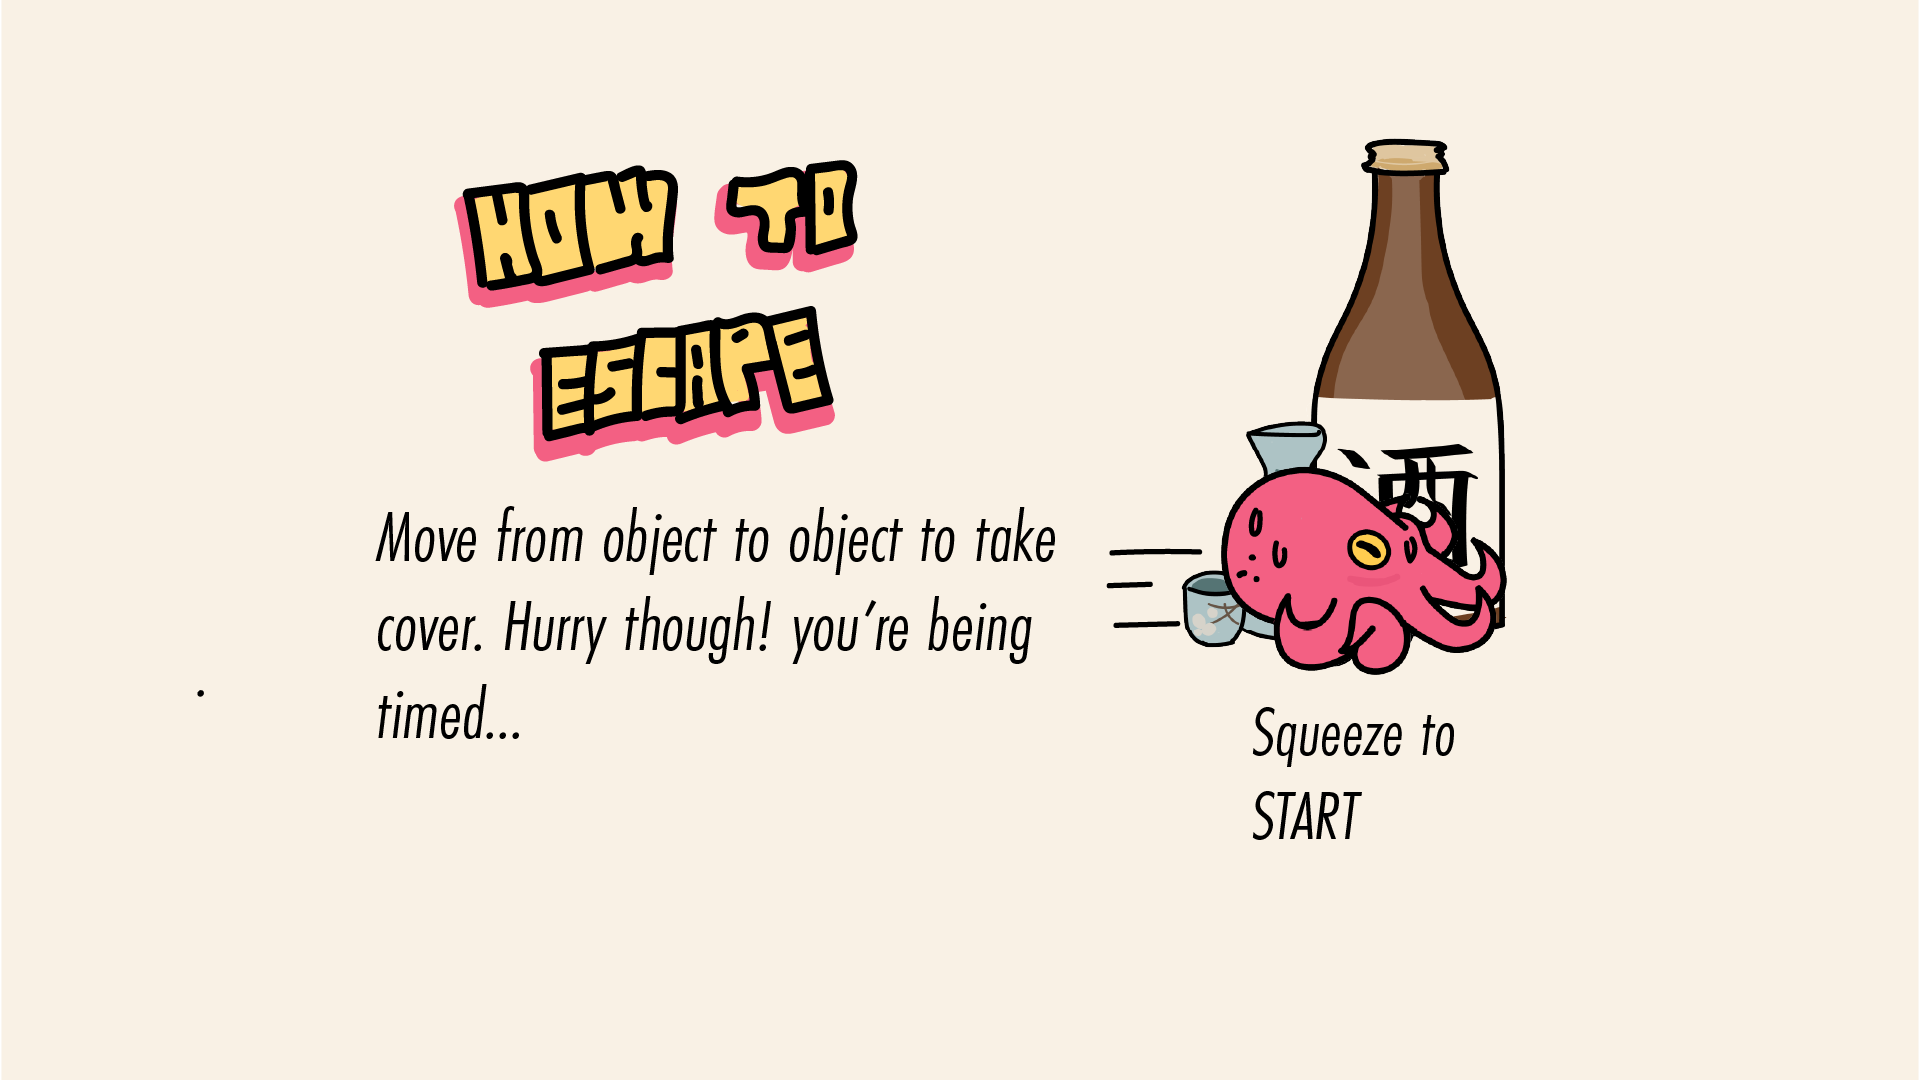 HOW TO
ESCAPE
Move from object to object to take
cover. Hurry though! you're being
timed...
酒
Squeeze to
START